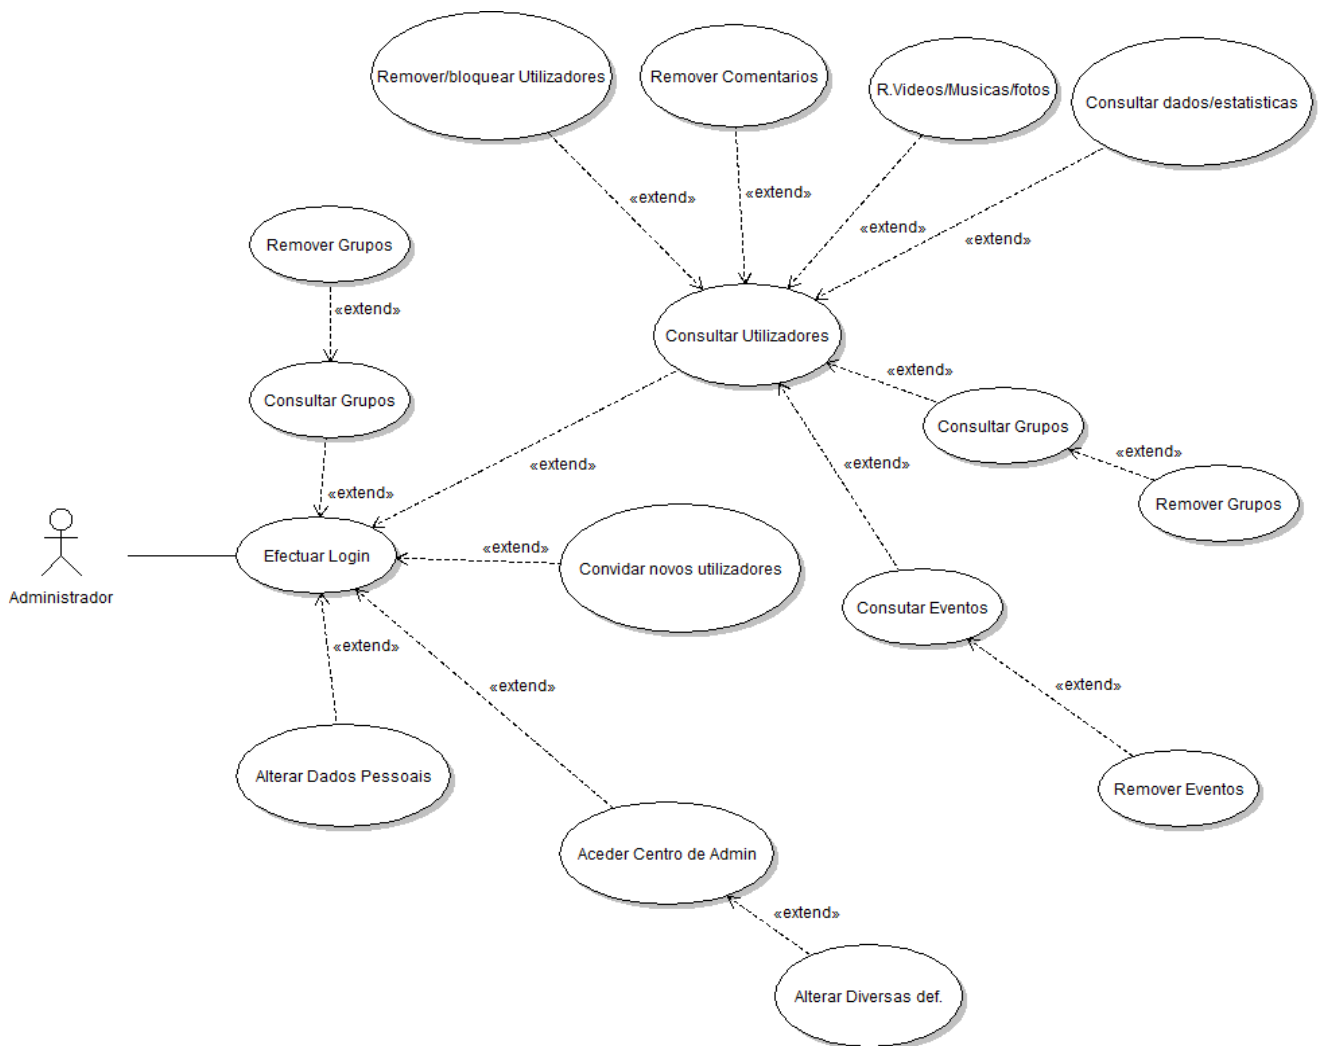 Remover/bloquear Utilizadores
Remover Comentarios
R.Videos/Musicas/fotos
Consultar dados/estatisticas
«extend»
«extend»
«extend»
«extend»
Remover Grupos
«extend»
Consultar Utilizadores
Consultar Grupos
«extend»
Consultar Grupos
«extend»
Remover Grupos
«extend»
«extend»
«extend»
Efectuar Login
«extend»
Convidar novos utilizadores
Consutar Eventos
Administrador
«extend»
«extend»
«extend»
Alterar Dados Pessoais
Remover Eventos
Aceder Centro de Admin
«extend»
Alterar Diversas def.